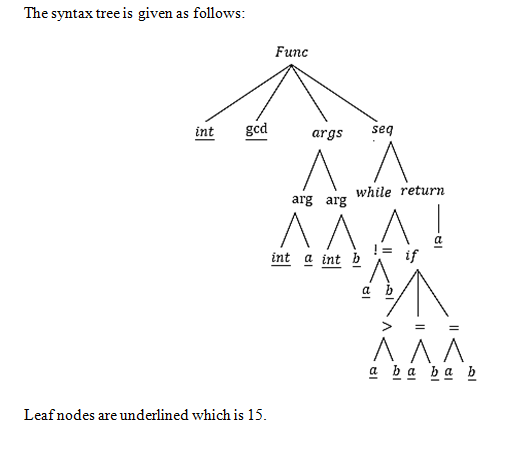 The syntax tree is given as follows:
Func
int gcd args seq
arg arg while return
int a int b != if a
a b
> = =
a b a b a b
Leaf nodes are underlined which is 15.